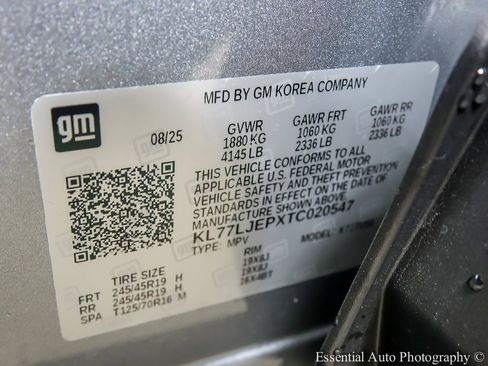 MFD BY GM KOREA COMPANY
gm
08/25
GVWR GAWR FRT GAWR RR
1880 KG 1060 KG 1060 KG
4145 LB 2336 LB 2336 LB
THIS VEHICLE CONFORMS TO ALL
APPLICABLE U.S. FEDERAL MOTOR
VEHICLE SAFETY AND THEFT PREVENTION
STANDARDS IN EFFECT ON THE DATE OF
MANUFACTURE SHOWN ABOVE.
KL77LJEPXTC020547
TYPE: MPV
TIRE SIZE RIM
FRT 245/45R19 H 19X8J
RR 245/45R19 H 19X8J
SPA T125/70R16 M 16X4BT
Essential Auto Photography ©